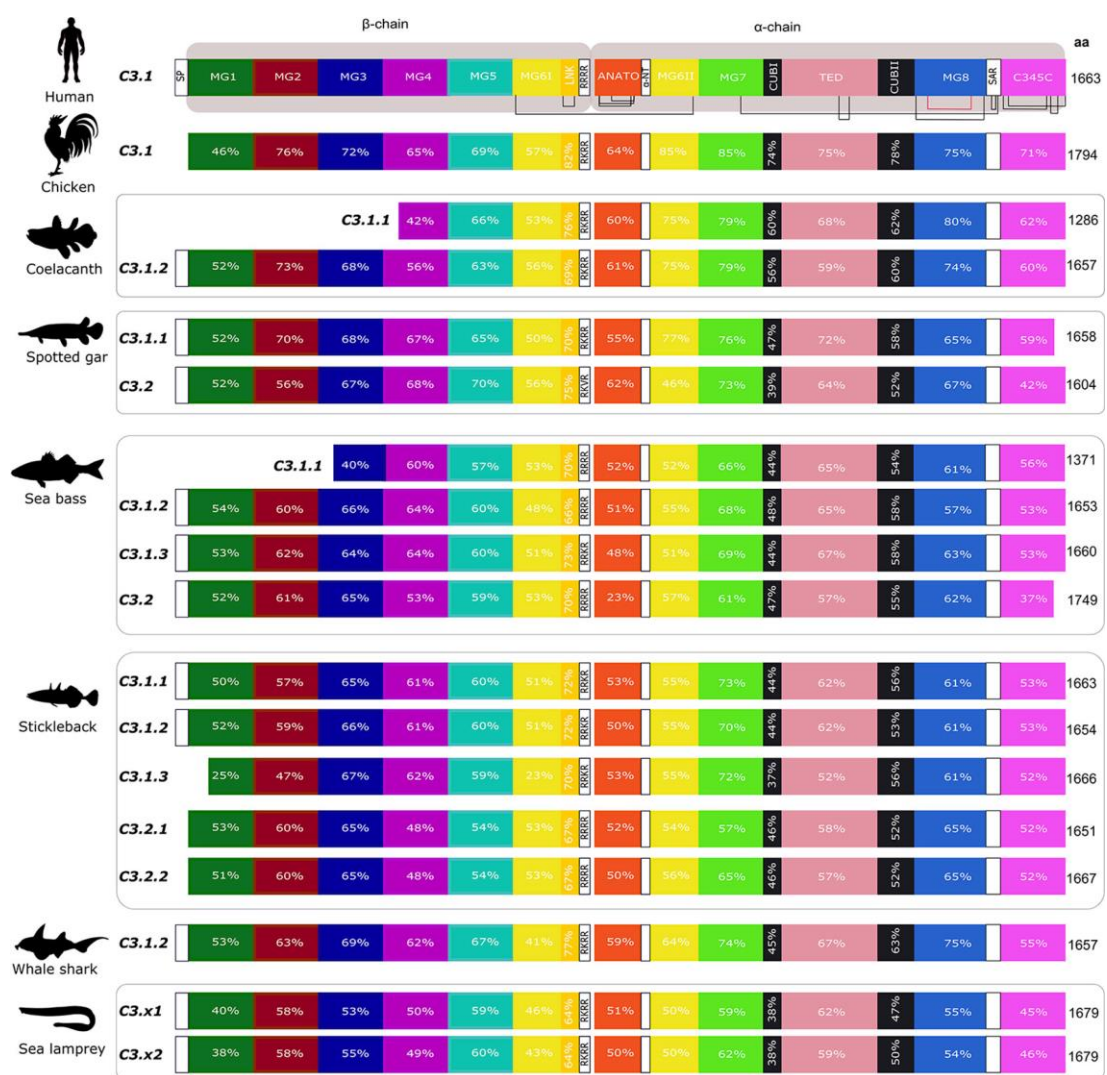 β-chain α-chain
aa
Human C3.1 SP MG1 MG2 MG3 MG4 MG5 MG6I LNK RRRR ANATO α-NT MG6II MG7 CUBI TED CUBII MG8 SAR C345C 1663
Chicken C3.1 46% 76% 72% 65% 69% 57% 82% RKRR 64% 85% 85% 74% 75% 78% 75% 71% 1794
Coelacanth
C3.1.1 42% 66% 53% 76% RKRR 60% 75% 79% 60% 68% 62% 80% 62% 1286
C3.1.2 52% 73% 68% 56% 63% 56% 69% RKRR 61% 75% 79% 56% 59% 60% 74% 60% 1657
Spotted gar
C3.1.1 52% 70% 68% 67% 65% 50% 70% RKRR 55% 77% 76% 47% 72% 58% 65% 59% 1658
C3.2 52% 56% 67% 68% 70% 56% 75% RKVR 62% 46% 73% 39% 64% 52% 67% 42% 1604
Sea bass
C3.1.1 40% 60% 57% 53% 70% RRRR 52% 52% 66% 44% 65% 54% 61% 56% 1371
C3.1.2 54% 60% 66% 64% 60% 48% 66% RRRR 51% 55% 68% 48% 65% 58% 57% 53% 1653
C3.1.3 53% 62% 64% 64% 60% 51% 73% RRKR 48% 51% 69% 44% 67% 58% 63% 53% 1660
C3.2 52% 61% 65% 53% 59% 53% 70% RRRR 23% 57% 61% 47% 57% 55% 62% 37% 1749
Stickleback
C3.1.1 50% 57% 65% 61% 60% 51% 72% RRKR 53% 55% 73% 44% 62% 56% 61% 53% 1663
C3.1.2 52% 59% 66% 61% 60% 51% 72% RRKR 50% 55% 70% 44% 62% 53% 61% 53% 1654
C3.1.3 25% 47% 67% 62% 59% 23% 70% RRKR 53% 55% 72% 37% 52% 56% 61% 52% 1666
C3.2.1 53% 60% 65% 48% 54% 53% 67% RRRR 52% 54% 57% 46% 58% 52% 65% 52% 1651
C3.2.2 51% 60% 65% 48% 54% 53% 67% RRRR 50% 56% 65% 46% 57% 52% 65% 52% 1667
Whale shark
C3.1.2 53% 63% 69% 62% 67% 41% 77% RKRR 59% 64% 74% 45% 67% 63% 75% 55% 1657
Sea lamprey
C3.x1 40% 58% 53% 50% 59% 46% 64% RKRR 51% 50% 59% 38% 62% 47% 55% 45% 1679
C3.x2 38% 58% 55% 49% 60% 43% 64% RKRR 50% 50% 62% 38% 59% 50% 54% 46% 1679